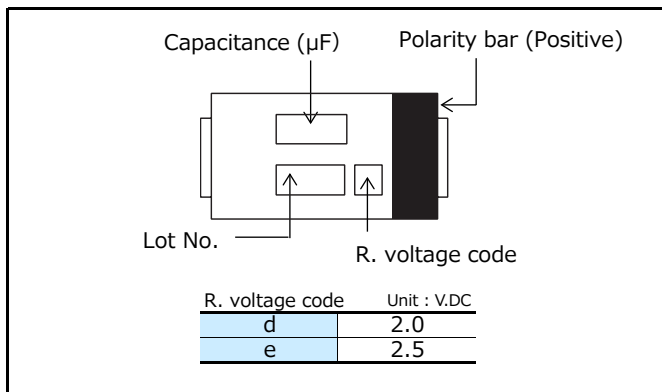 Capacitance (µF)
Polarity bar (Positive)
Lot No.
R. voltage code
R. voltage code Unit : V.DC
d 2.0
e 2.5